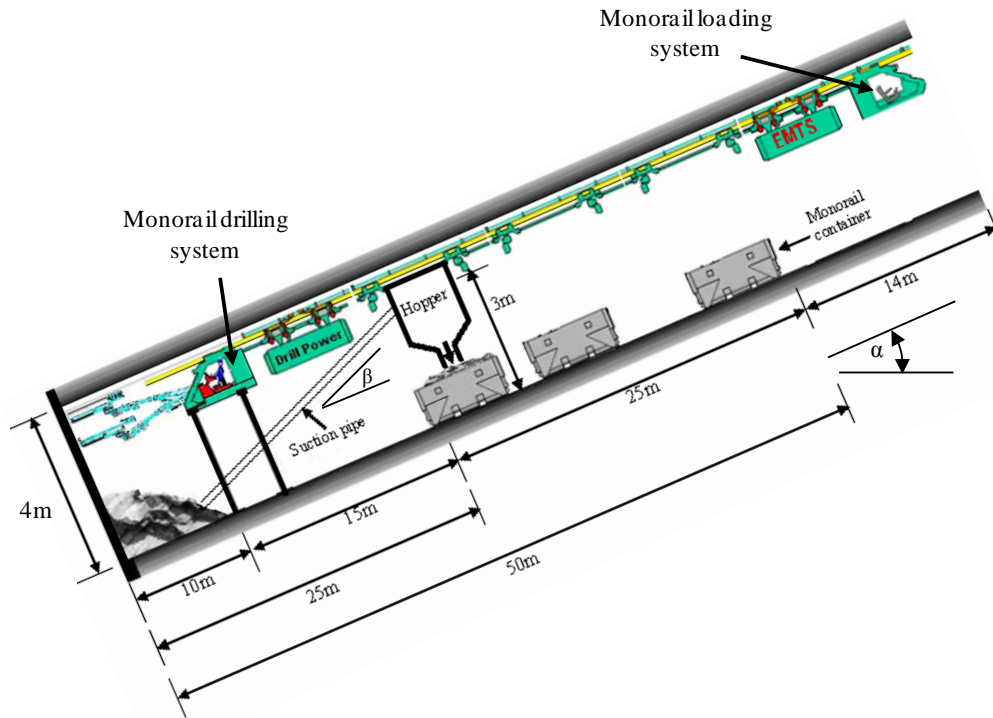 Monorail loading
system
EMTS
Monorail
container
Monorail drilling
system
14m
Hopper
3m
Drill Power
α
β
25m
Suction pipe
4m
15m
50m
10m
25m